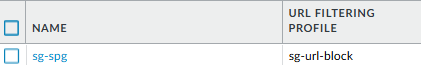 NAME
URL FILTERING
PROFILE
sg-spg
sg-url-block